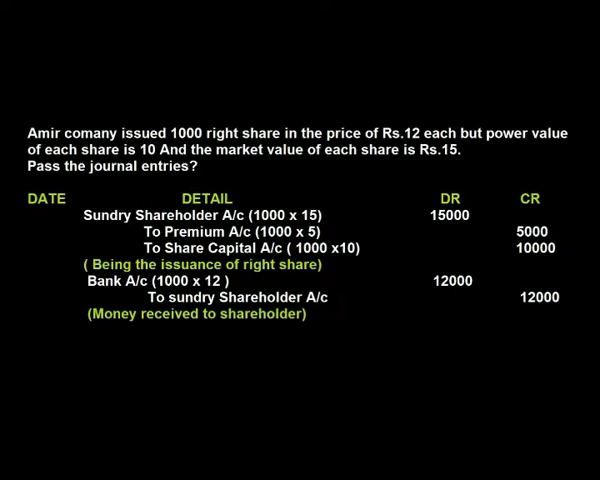 Amir comany issued 1000 right share in the price of Rs.12 each but power value
of each share is 10 And the market value of each share is Rs.15.
Pass the journal entries?
DATE DETAIL DR CR
Sundry Shareholder A/c (1000 x 15) 15000
To Premium A/c (1000 x 5) 5000
To Share Capital A/c ( 1000 x10) 10000
( Being the issuance of right share)
Bank A/c (1000 x 12 ) 12000
To sundry Shareholder A/c 12000
(Money received to shareholder)